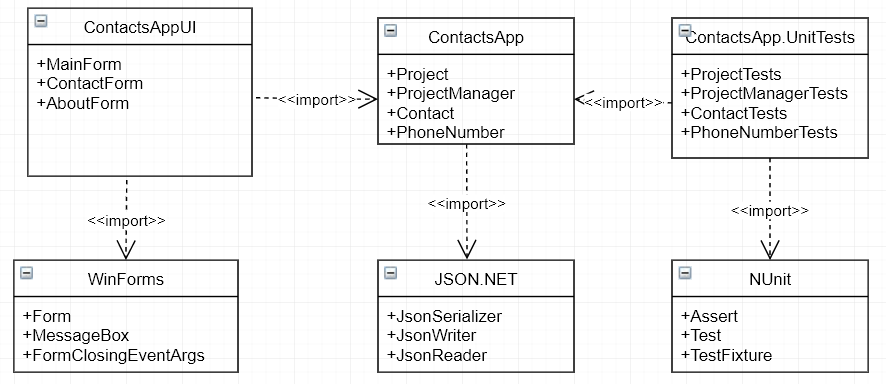 ContactsAppUI
+MainForm
+ContactForm
+AboutForm
<<import>>
ContactsApp
+Project
+ProjectManager
+Contact
+PhoneNumber
<<import>>
ContactsApp.UnitTests
+ProjectTests
+ProjectManagerTests
+ContactTests
+PhoneNumberTests
<<import>>
<<import>>
<<import>>
WinForms
+Form
+MessageBox
+FormClosingEventArgs
JSON.NET
+JsonSerializer
+JsonWriter
+JsonReader
NUnit
+Assert
+Test
+TestFixture